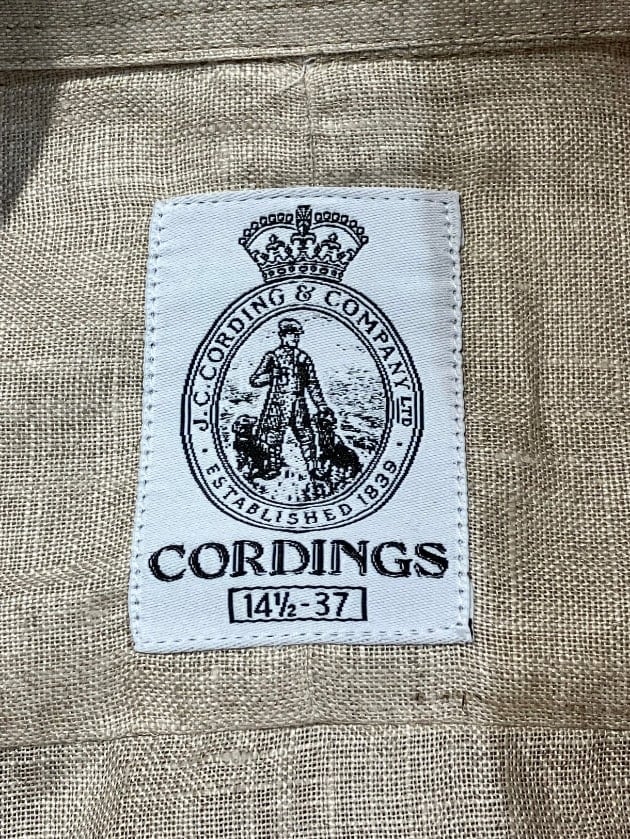 J.C.CORDING & COMPANY LTD
· ESTABLISHED 1839 ·
CORDINGS
14½-37